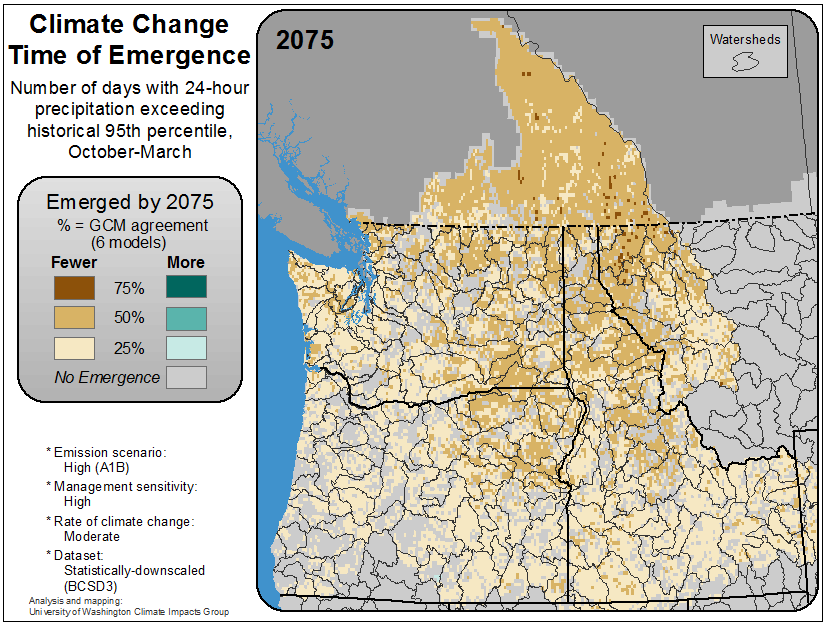 Climate Change
Time of Emergence
Number of days with 24-hour
precipitation exceeding
historical 95th percentile,
October-March
Emerged by 2075
% = GCM agreement
(6 models)
Fewer More
75%
50%
25%
No Emergence
* Emission scenario:
High (A1B)
* Management sensitivity:
High
* Rate of climate change:
Moderate
* Dataset:
Statistically-downscaled
(BCSD3)
Analysis and mapping:
University of Washington Climate Impacts Group
2075
Watersheds